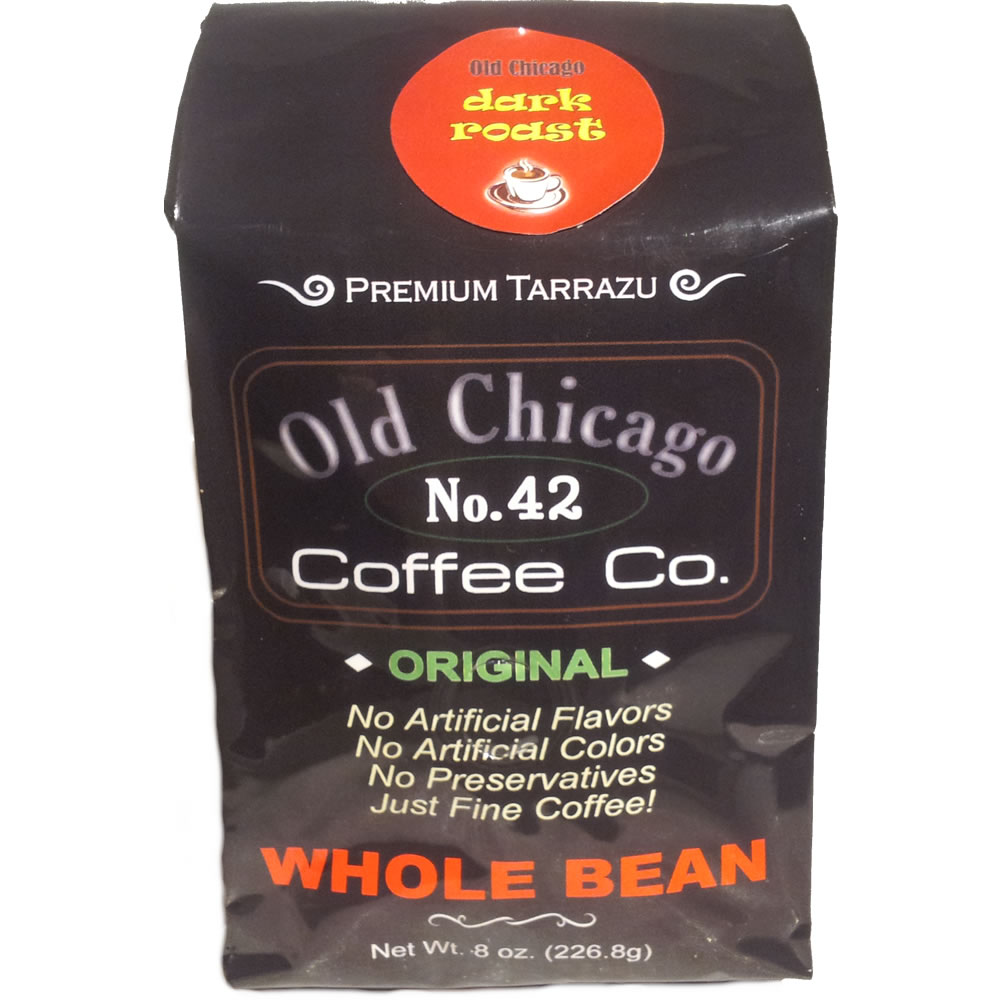 Old Chicago
dark
roast
PREMIUM TARRAZU
Old Chicago
No. 42
Coffee Co.
ORIGINAL
No Artificial Flavors
No Artificial Colors
No Preservatives
Just Fine Coffee!
WHOLE BEAN
Net Wt. 8 oz. (226.8g)